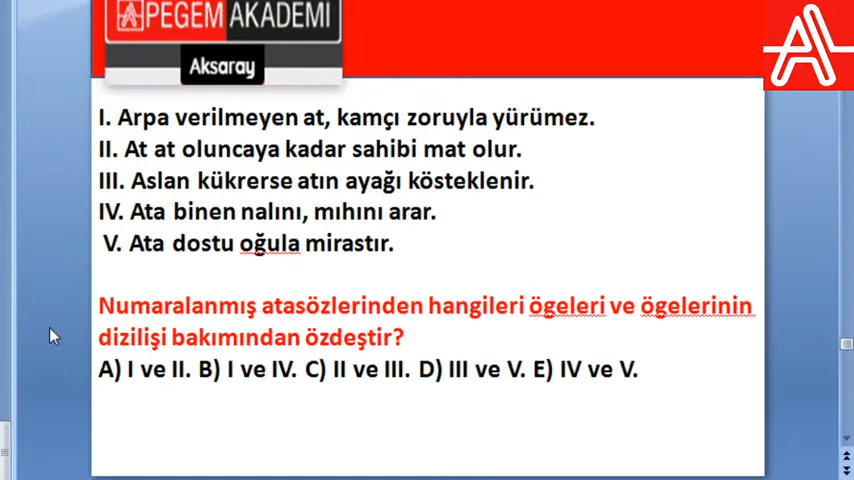 PEGEM AKADEMİ
Aksaray
I. Arpa verilmeyen at, kamçı zoruyla yürümez.
II. At at oluncaya kadar sahibi mat olur.
III. Aslan kükrerse atın ayağı kösteklenir.
IV. Ata binen nalını, mıhını arar.
V. Ata dostu oğula mirastır.
Numaralanmış atasözlerinden hangileri ögeleri ve ögelerinin
dizilişi bakımından özdeştir?
A) I ve II. B) I ve IV. C) II ve III. D) III ve V. E) IV ve V.